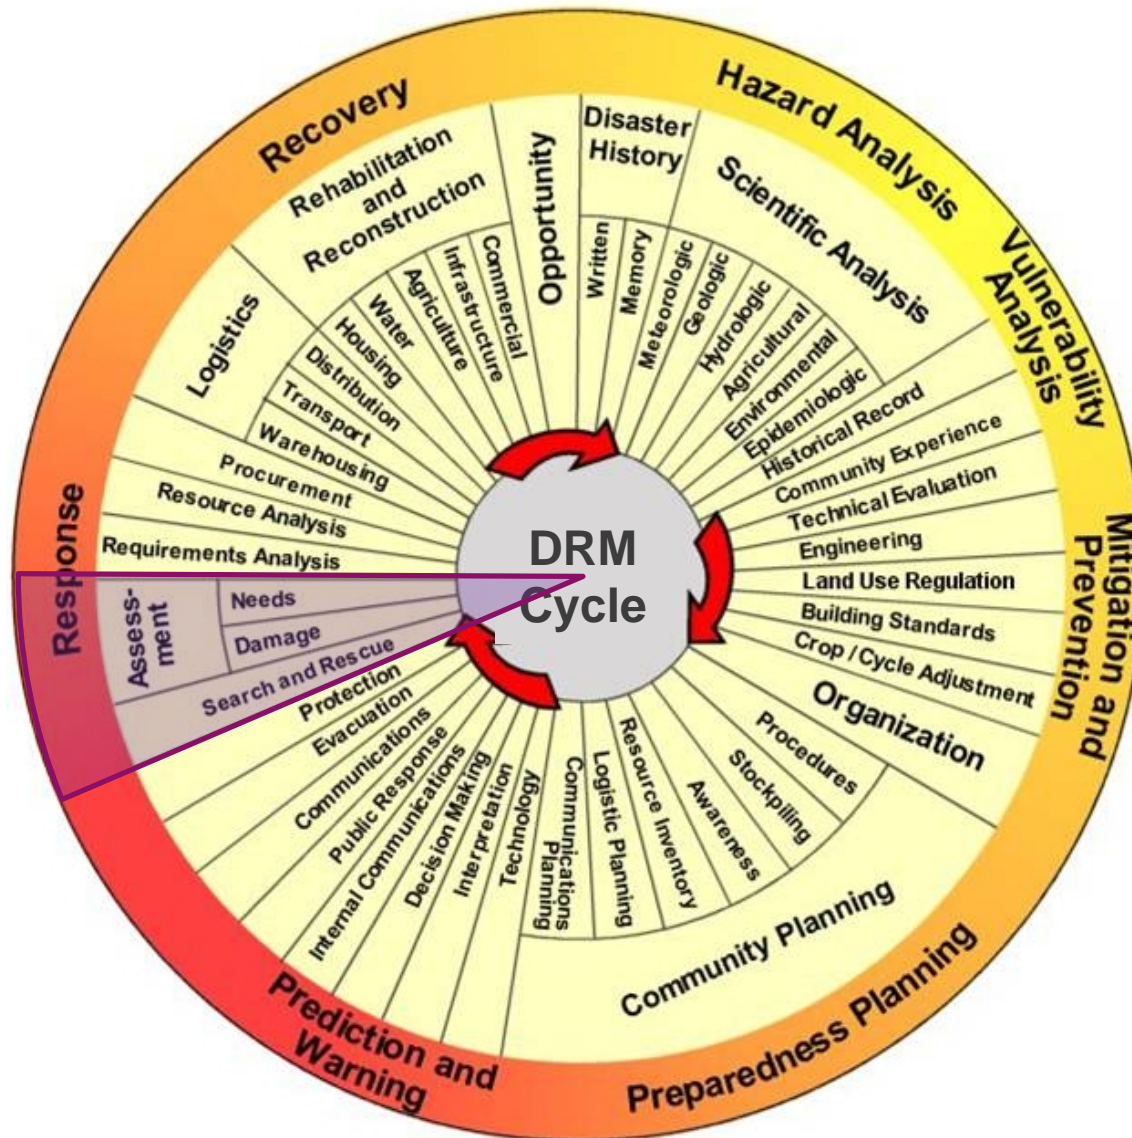 DRM
Cycle
Hazard Analysis
Disaster
History
Written
Memory
Scientific Analysis
Meteorologic
Geologic
Hydrologic
Agricultural
Environmental
Epidemiologic
Vulnerability
Analysis
Historical Record
Community Experience
Technical Evaluation
Mitigation and
Prevention
Engineering
Land Use Regulation
Building Standards
Crop / Cycle Adjustment
Preparedness Planning
Organization
Community Planning
Procedures
Stockpiling
Awareness
Resource Inventory
Logistic Planning
Communications
Planning
Prediction and
Warning
Technology
Interpretation
Decision Making
Internal Communications
Public Response
Communications
Evacuation
Protection
Response
Search and Rescue
Assess-
ment
Damage
Needs
Requirements Analysis
Resource Analysis
Procurement
Logistics
Warehousing
Transport
Distribution
Recovery
Rehabilitation
and
Reconstruction
Housing
Water
Agriculture
Infrastructure
Commercial
Opportunity